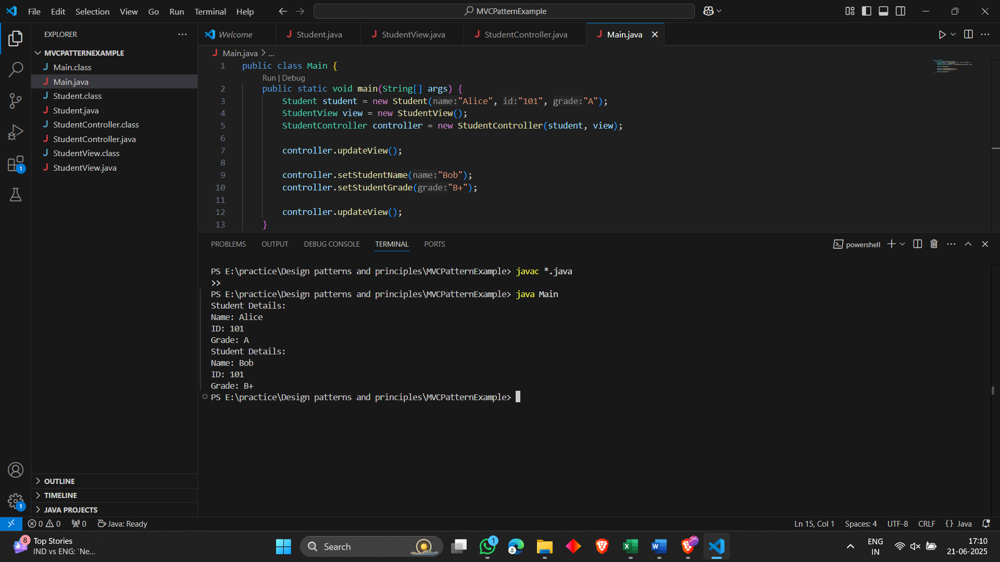 File Edit Selection View Go Run Terminal Help
MVCPatternExample
EXPLORER
MVCPATTERNEXAMPLE
J Main.class
J Main.java
J Student.class
J Student.java
J StudentController.class
J StudentController.java
J StudentView.class
J StudentView.java
1
OUTLINE
TIMELINE
JAVA PROJECTS
1
Welcome
J Student.java
J StudentView.java
J StudentController.java
J Main.java
J Main.java > ...
1 public class Main {
Run | Debug
2 public static void main(String[] args) {
3 Student student = new Student(name:"Alice", id:"101", grade:"A");
4 StudentView view = new StudentView();
5 StudentController controller = new StudentController(student, view);
6
7 controller.updateView();
8
9 controller.setStudentName(name:"Bob");
10 controller.setStudentGrade(grade:"B+");
11
12 controller.updateView();
13 }
PROBLEMS OUTPUT DEBUG CONSOLE TERMINAL PORTS
powershell
PS E:\practice\Design patterns and principles\MVCPatternExample> javac *.java
>>
PS E:\practice\Design patterns and principles\MVCPatternExample> java Main
Student Details:
Name: Alice
ID: 101
Grade: A
Student Details:
Name: Bob
ID: 101
Grade: B+
PS E:\practice\Design patterns and principles\MVCPatternExample>
0 0 0 Java: Ready
Ln 15, Col 1 Spaces: 4 UTF-8 CRLF {} Java
8
Top Stories
IND vs ENG: 'Ne...
Search
1
ENG
IN
17:10
21-06-2025